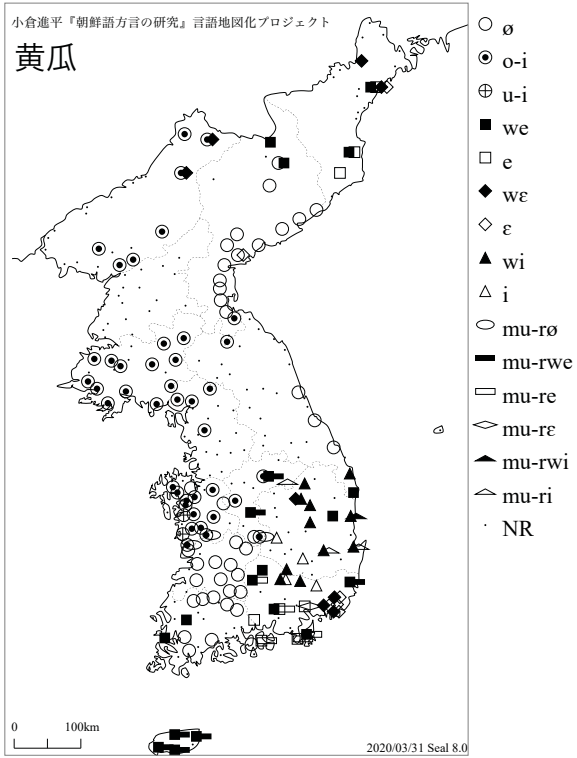 小倉進平『朝鮮語方言の研究』言語地図化プロジェクト
黄瓜
ø
o-i
u-i
we
e
wɛ
ɛ
wi
i
mu-rø
mu-rwe
mu-re
mu-rɛ
mu-rwi
mu-ri
NR
0 100km
2020/03/31 Seal 8.0